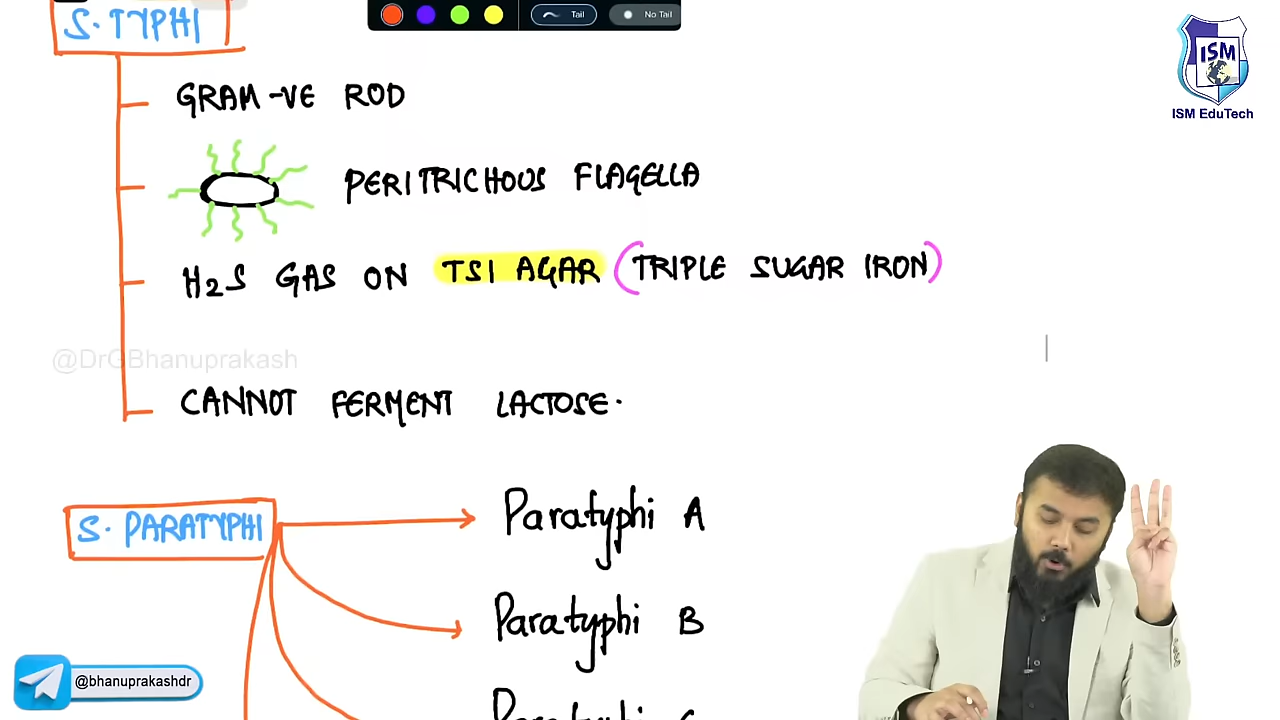 S. TYPHI
Tail
No Tail
ISM
ISM EduTech
GRAM -VE ROD
PERITRICHOUS FLAGELLA
H2S GAS ON TSI AGAR (TRIPLE SUGAR IRON)
@DrGBhanuprakash
CANNOT FERMENT LACTOSE.
S. PARATYPHI
Paratyphi A
Paratyphi B
Paratyphi C
@bhanuprakashdr